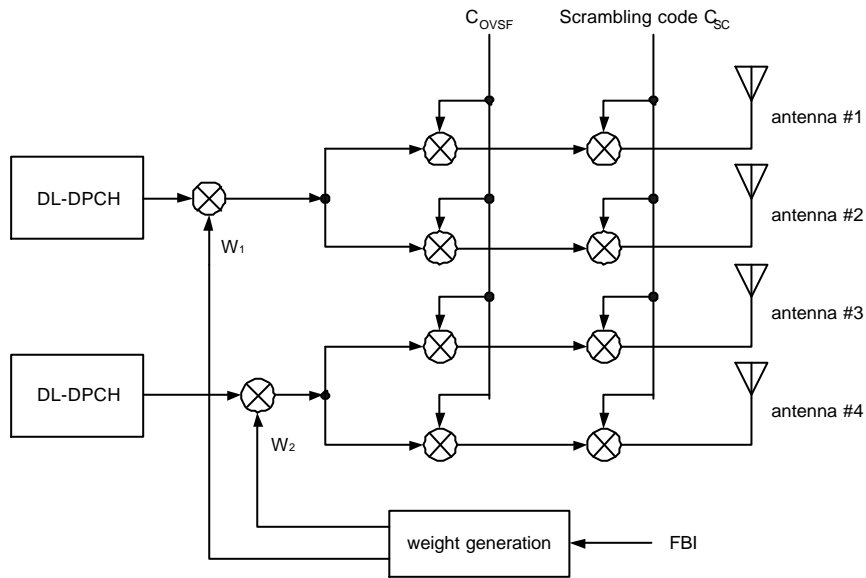 C_OVSF
Scrambling code C_SC
antenna #1
DL-DPCH
antenna #2
W₁
antenna #3
DL-DPCH
antenna #4
W₂
weight generation
FBI